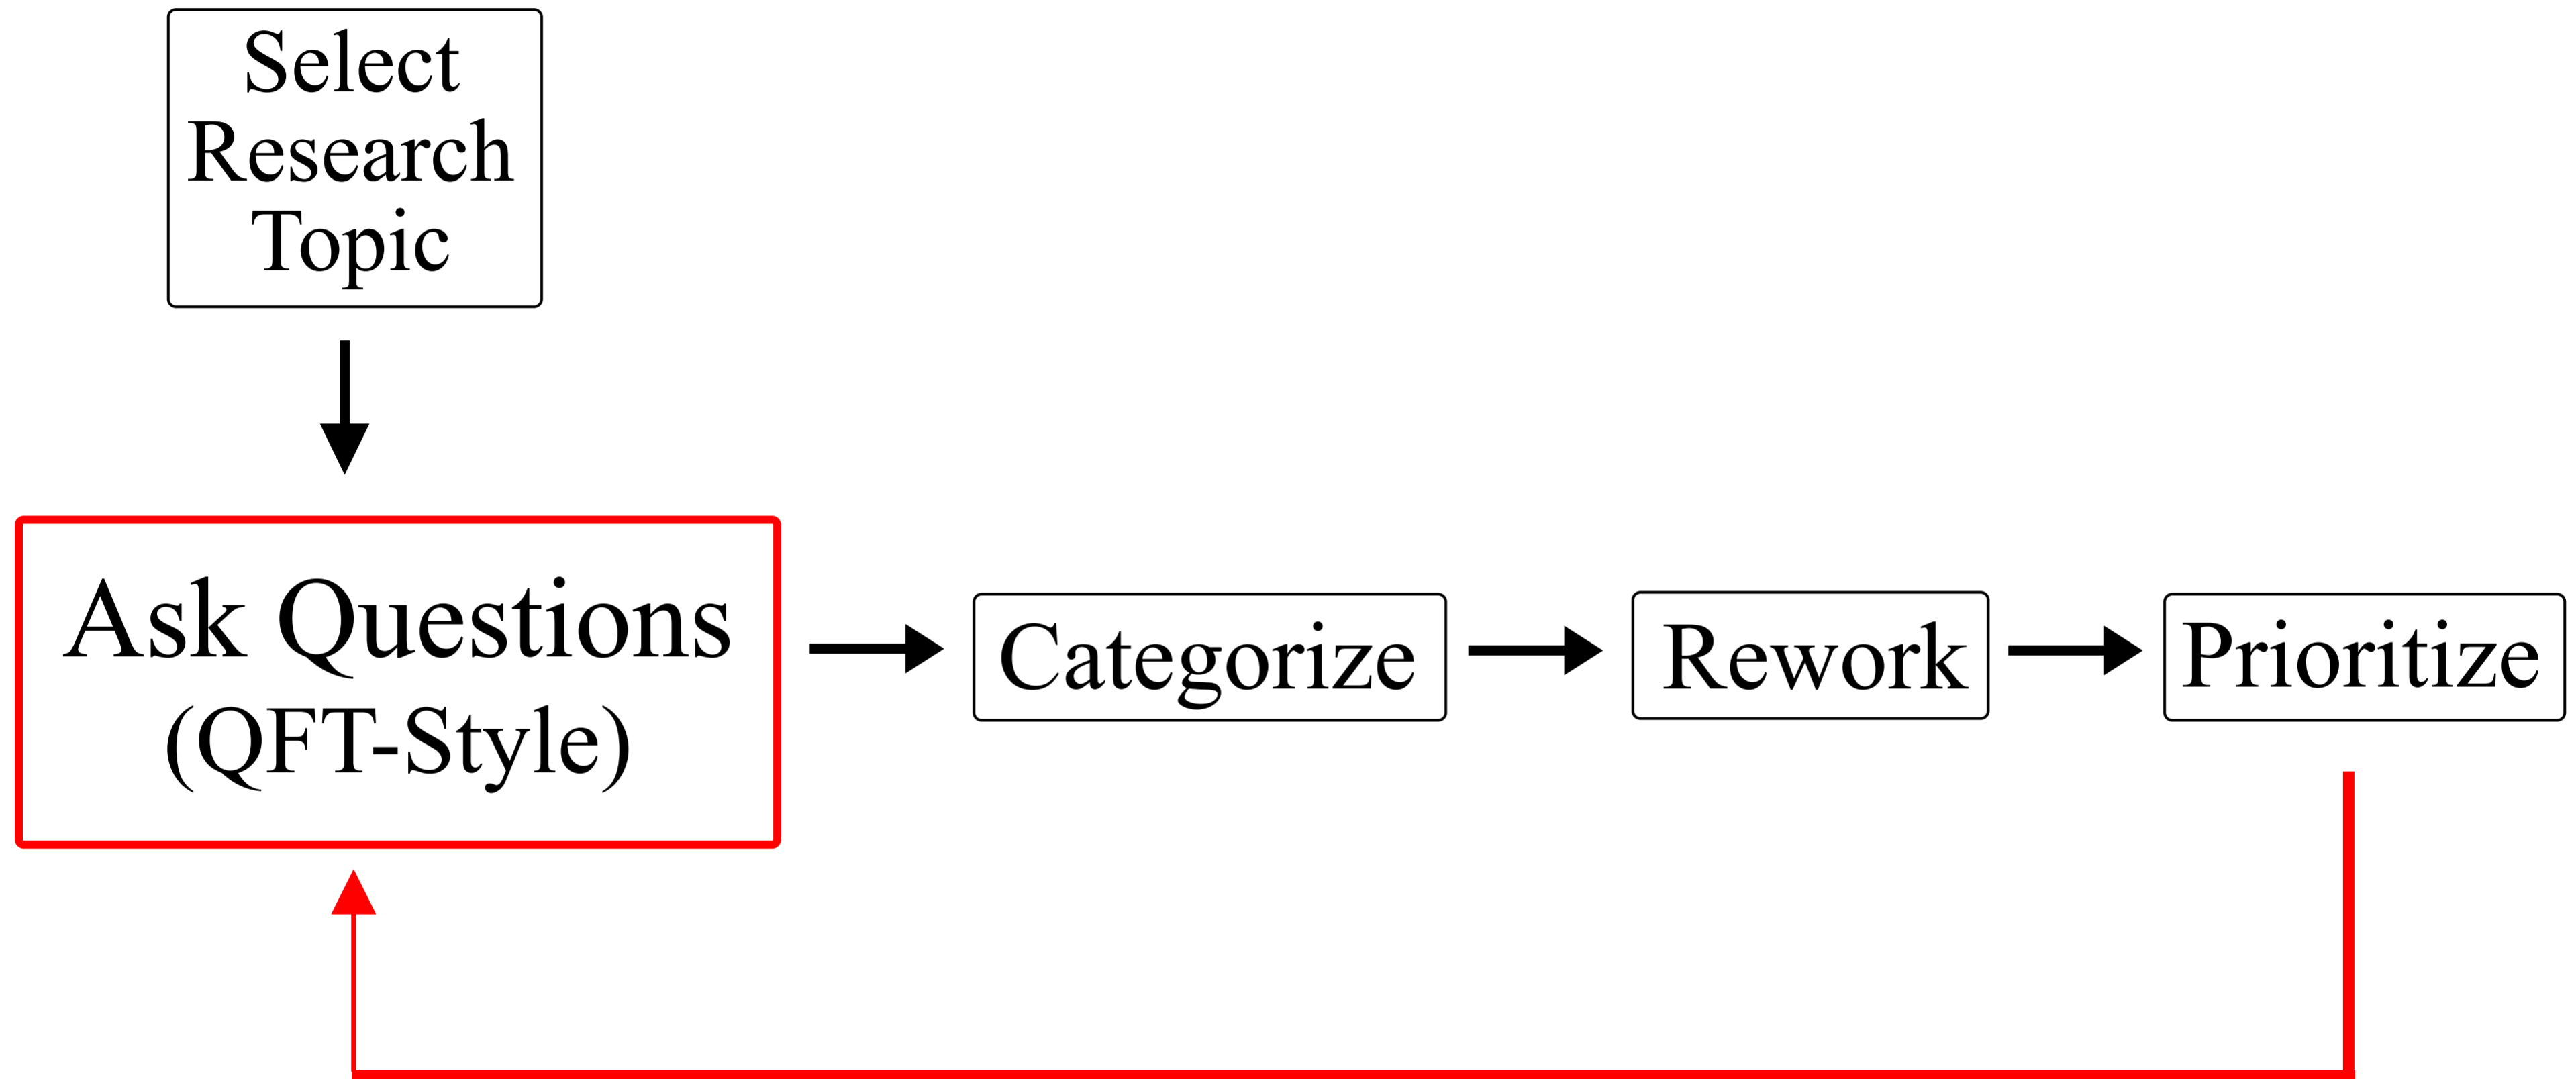 Select
Research
Topic
Ask Questions
(QFT-Style)
Categorize
Rework
Prioritize